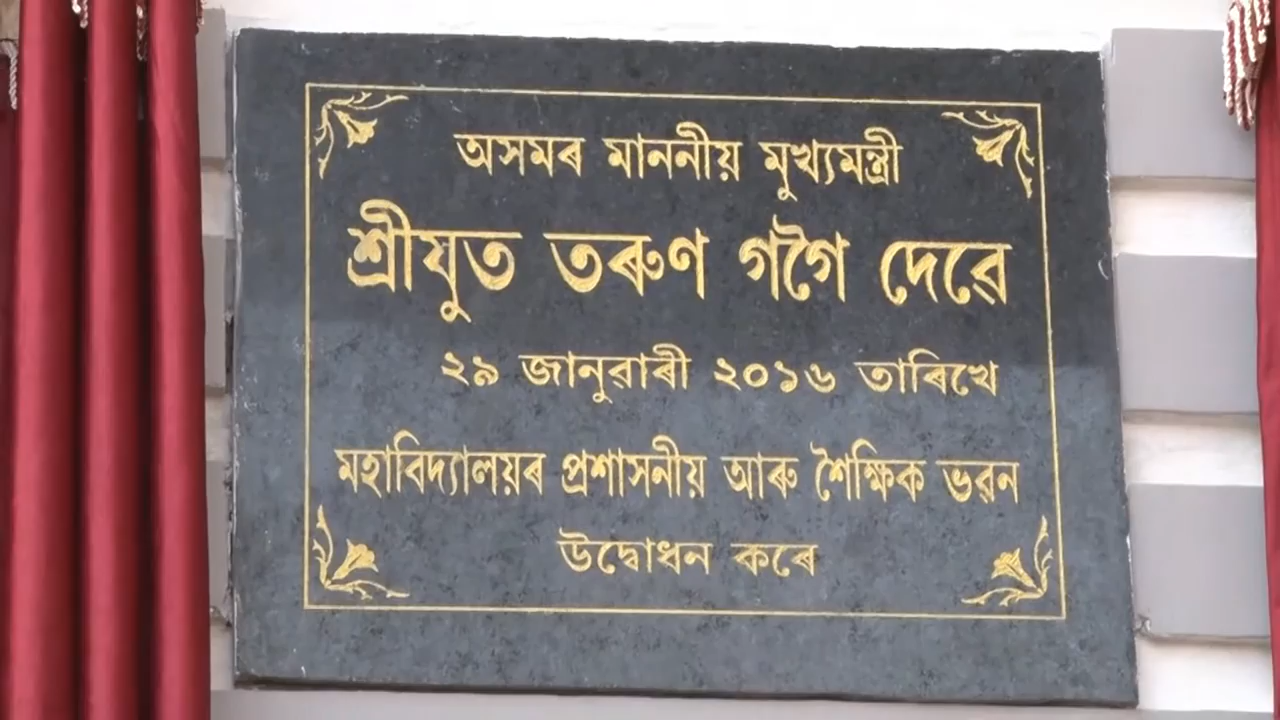 অসমৰ মাননীয় মুখ্যমন্ত্ৰী
শ্ৰীযুত তৰুণ গগৈ দেৱে
২৯ জানুৱাৰী ২০১৬ তাৰিখে
মহাবিদ্যালয়ৰ প্ৰশাসনীয় আৰু শৈক্ষিক ভৱন
উদ্বোধন কৰে